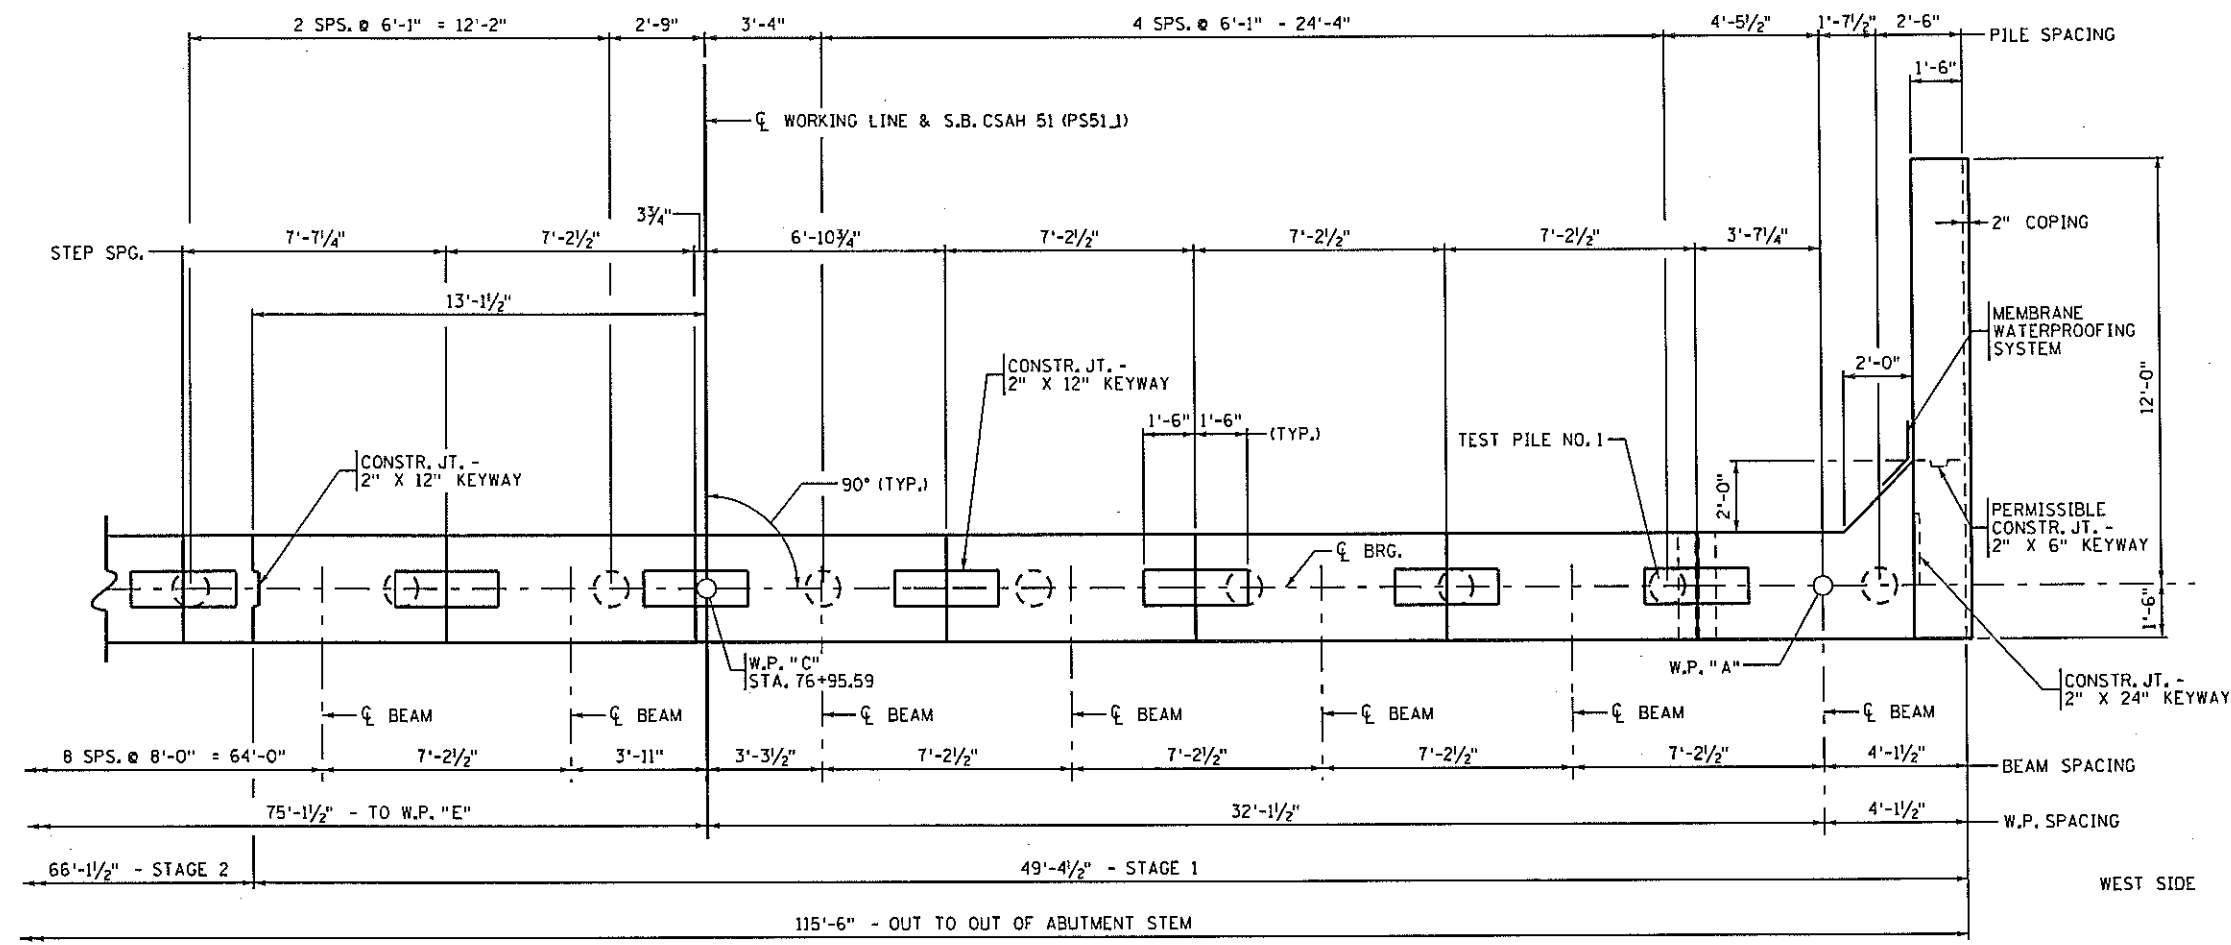 2 SPS. @ 6'-1" = 12'-2"
2'-9"
3'-4"
4 SPS. @ 6'-1" - 24'-4"
4'-5½"
1'-7½"
2'-6"
PILE SPACING
1'-6"
℄ WORKING LINE & S.B. CSAH 51 (PS51_1)
3¾"
STEP SPG.
7'-7¼"
7'-2½"
6'-10¾"
7'-2½"
7'-2½"
7'-2½"
3'-7¼"
2" COPING
13'-1½"
MEMBRANE
WATERPROOFING
SYSTEM
2'-0"
CONSTR. JT. -
2" X 12" KEYWAY
12'-0"
1'-6"
1'-6"
(TYP.)
TEST PILE NO. 1
CONSTR. JT. -
2" X 12" KEYWAY
90° (TYP.)
2'-0"
PERMISSIBLE
CONSTR. JT. -
2" X 6" KEYWAY
℄ BRG.
1'-6"
W.P. "C"
STA. 76+95.59
W.P. "A"
CONSTR. JT. -
2" X 24" KEYWAY
℄ BEAM
℄ BEAM
℄ BEAM
℄ BEAM
℄ BEAM
℄ BEAM
℄ BEAM
8 SPS. @ 8'-0" = 64'-0"
7'-2½"
3'-11"
3'-3½"
7'-2½"
7'-2½"
7'-2½"
7'-2½"
4'-1½"
BEAM SPACING
75'-1½" - TO W.P. "E"
32'-1½"
4'-1½"
W.P. SPACING
66'-1½" - STAGE 2
49'-4½" - STAGE 1
WEST SIDE
115'-6" - OUT TO OUT OF ABUTMENT STEM